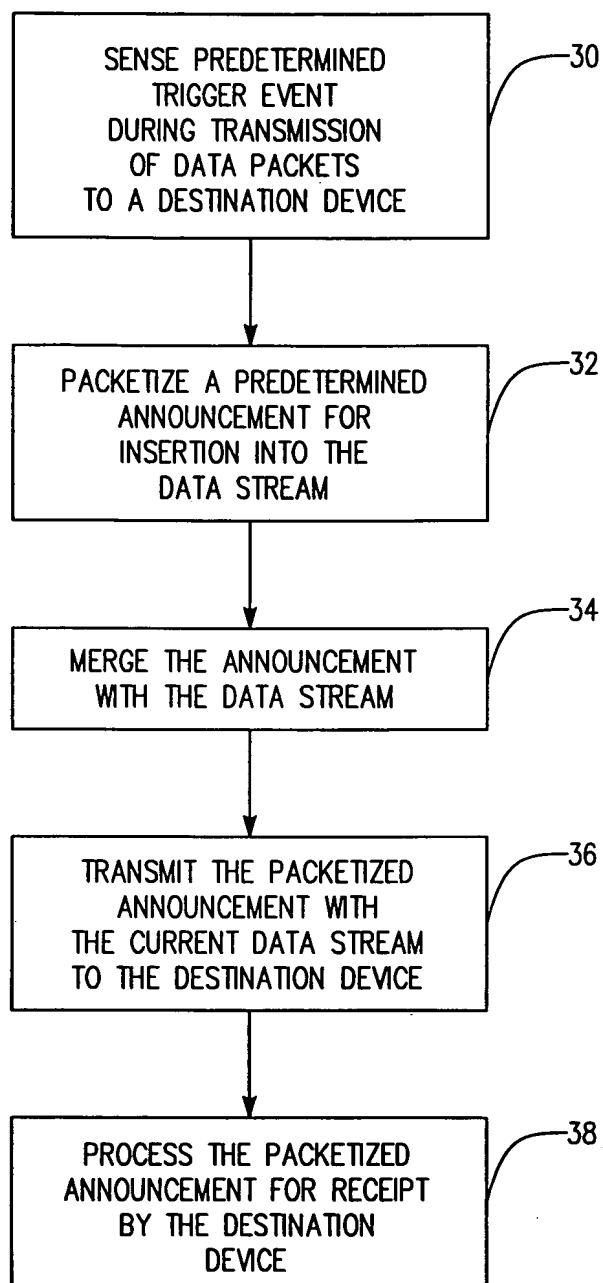 SENSE PREDETERMINED
TRIGGER EVENT
DURING TRANSMISSION
OF DATA PACKETS
TO A DESTINATION DEVICE
30
PACKETIZE A PREDETERMINED
ANNOUNCEMENT FOR
INSERTION INTO THE
DATA STREAM
32
MERGE THE ANNOUNCEMENT
WITH THE DATA STREAM
34
TRANSMIT THE PACKETIZED
ANNOUNCEMENT WITH
THE CURRENT DATA STREAM
TO THE DESTINATION DEVICE
36
PROCESS THE PACKETIZED
ANNOUNCEMENT FOR RECEIPT
BY THE DESTINATION
DEVICE
38